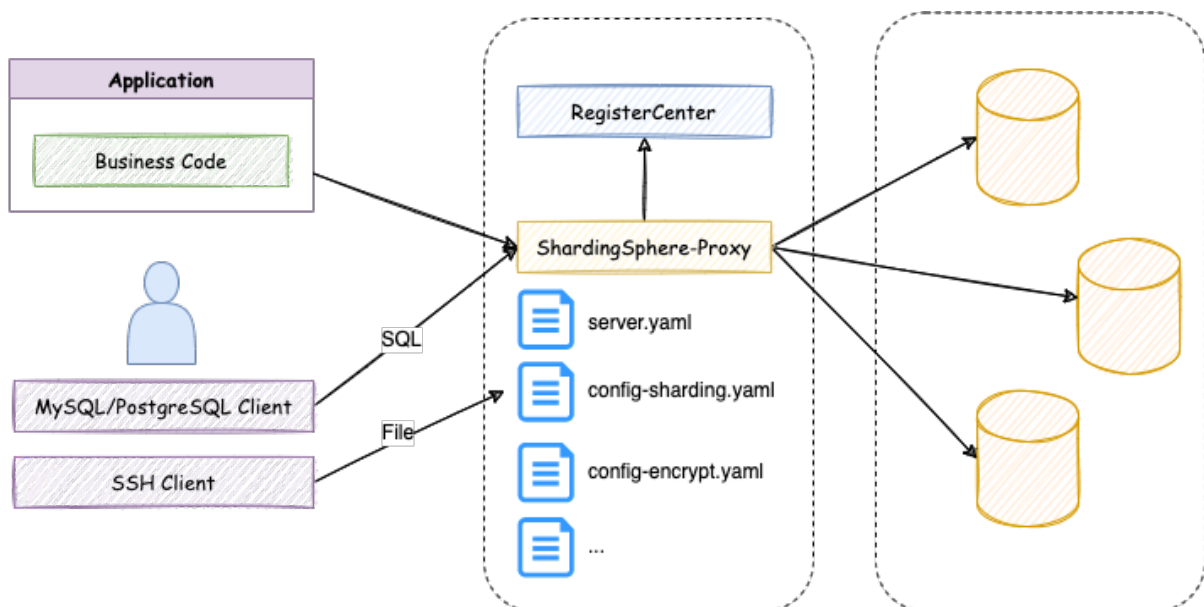 Application
Business Code
RegisterCenter
ShardingSphere-Proxy
SQL
MySQL/PostgreSQL Client
File
SSH Client
server.yaml
config-sharding.yaml
config-encrypt.yaml
...